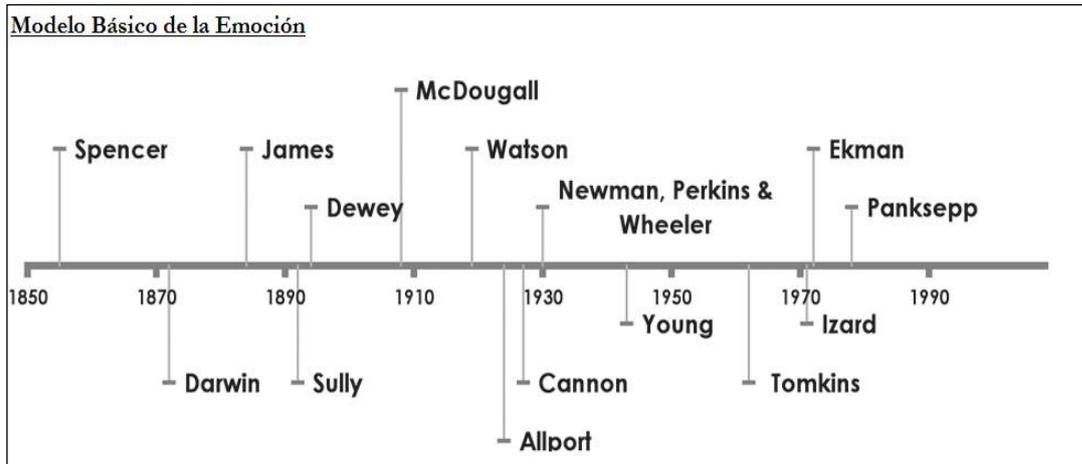 Modelo Básico de la Emoción
McDougall
Spencer
James
Watson
Ekman
Dewey
Newman, Perkins &
Wheeler
Panksepp
1850
1870
1890
1910
1930
1950
1970
1990
Young
Izard
Darwin
Sully
Cannon
Tomkins
Allport